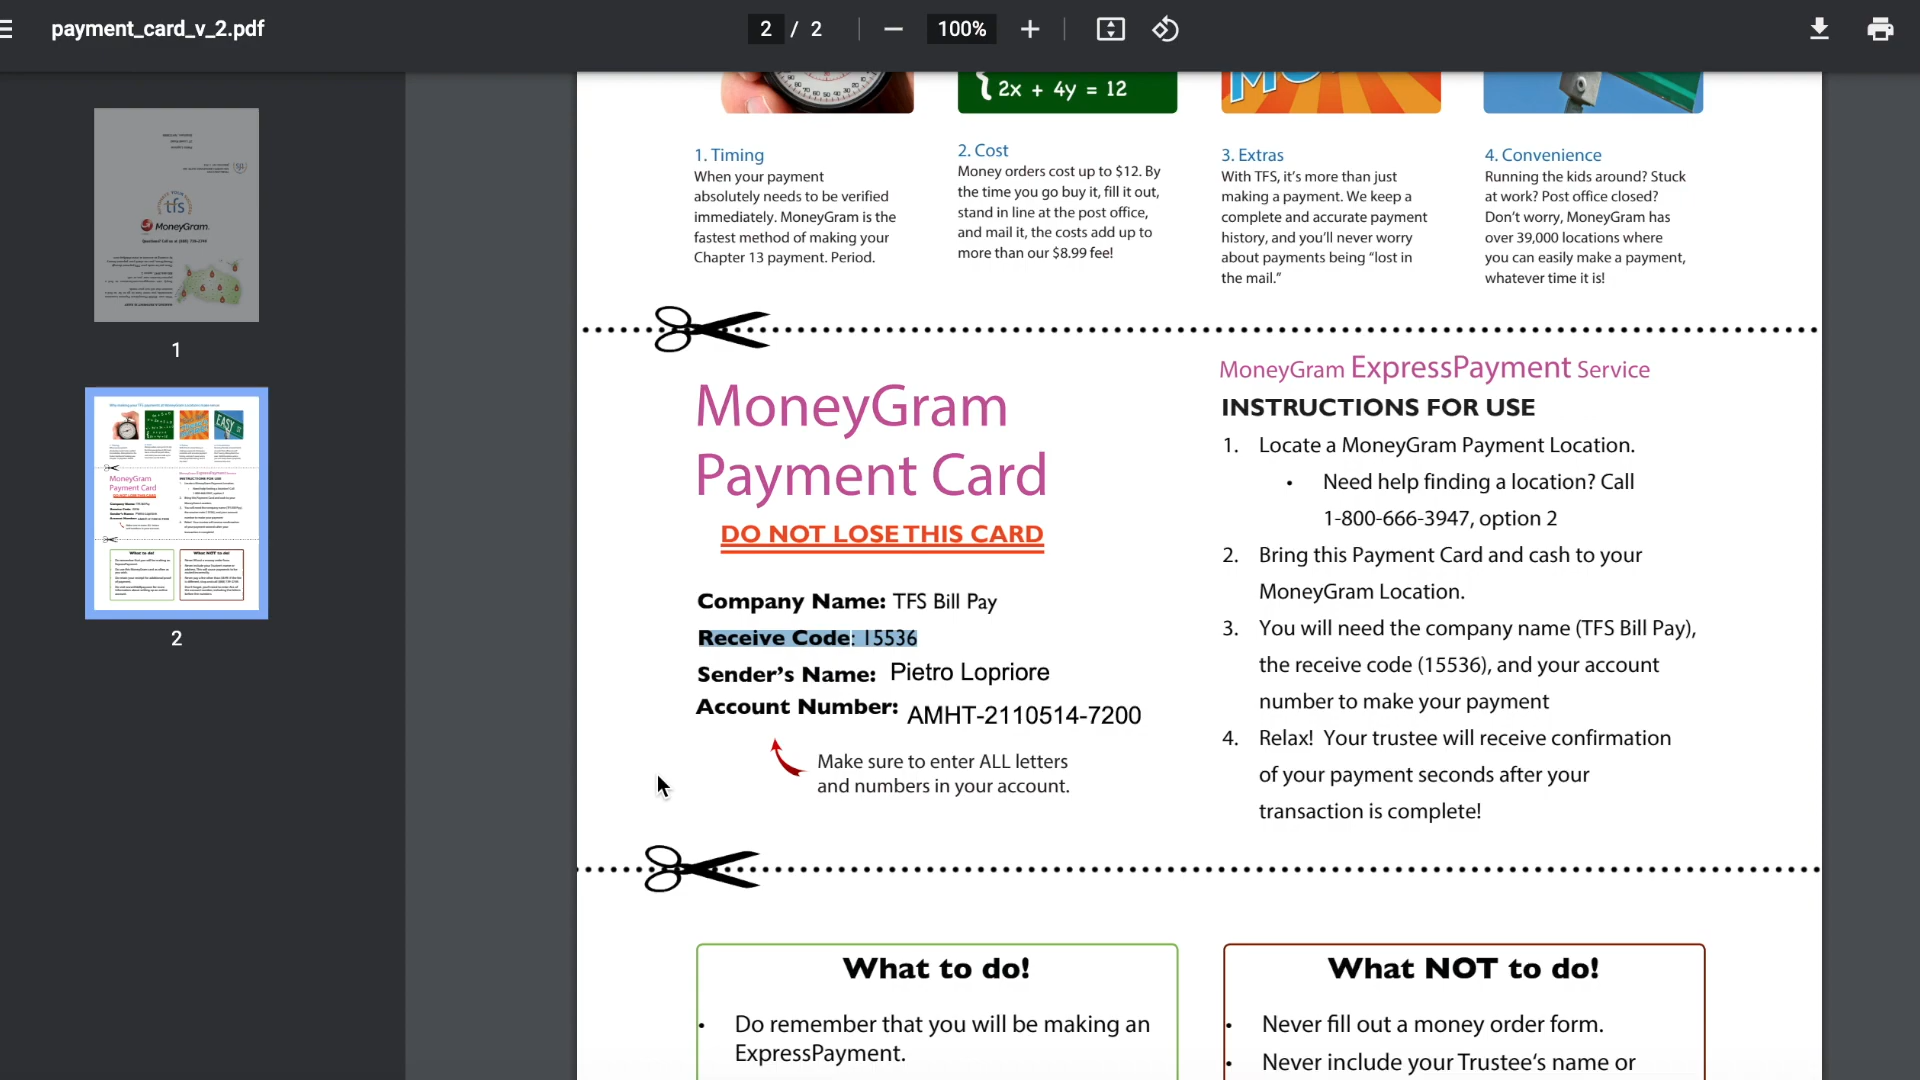 payment_card_v_2.pdf
2 / 2
100%
MoneyGram
1
2
2x + 4y = 12
1. Timing
When your payment
absolutely needs to be verified
immediately. MoneyGram is the
fastest method of making your
Chapter 13 payment. Period.
2. Cost
Money orders cost up to $12. By
the time you go buy it, fill it out,
stand in line at the post office,
and mail it, the costs add up to
more than our $8.99 fee!
3. Extras
With TFS, it's more than just
making a payment. We keep a
complete and accurate payment
history, and you'll never worry
about payments being "lost in
the mail."
4. Convenience
Running the kids around? Stuck
at work? Post office closed?
Don't worry, MoneyGram has
over 39,000 locations where
you can easily make a payment,
whatever time it is!
MoneyGram
Payment Card
DO NOT LOSE THIS CARD
Company Name: TFS Bill Pay
Receive Code: 15536
Sender's Name: Pietro Lopriore
Account Number: AMHT-2110514-7200
Make sure to enter ALL letters
and numbers in your account.
MoneyGram ExpressPayment Service
INSTRUCTIONS FOR USE
1. Locate a MoneyGram Payment Location.
• Need help finding a location? Call
1-800-666-3947, option 2
2. Bring this Payment Card and cash to your
MoneyGram Location.
3. You will need the company name (TFS Bill Pay),
the receive code (15536), and your account
number to make your payment
4. Relax! Your trustee will receive confirmation
of your payment seconds after your
transaction is complete!
What to do!
• Do remember that you will be making an
ExpressPayment.
What NOT to do!
• Never fill out a money order form.
• Never include your Trustee's name or